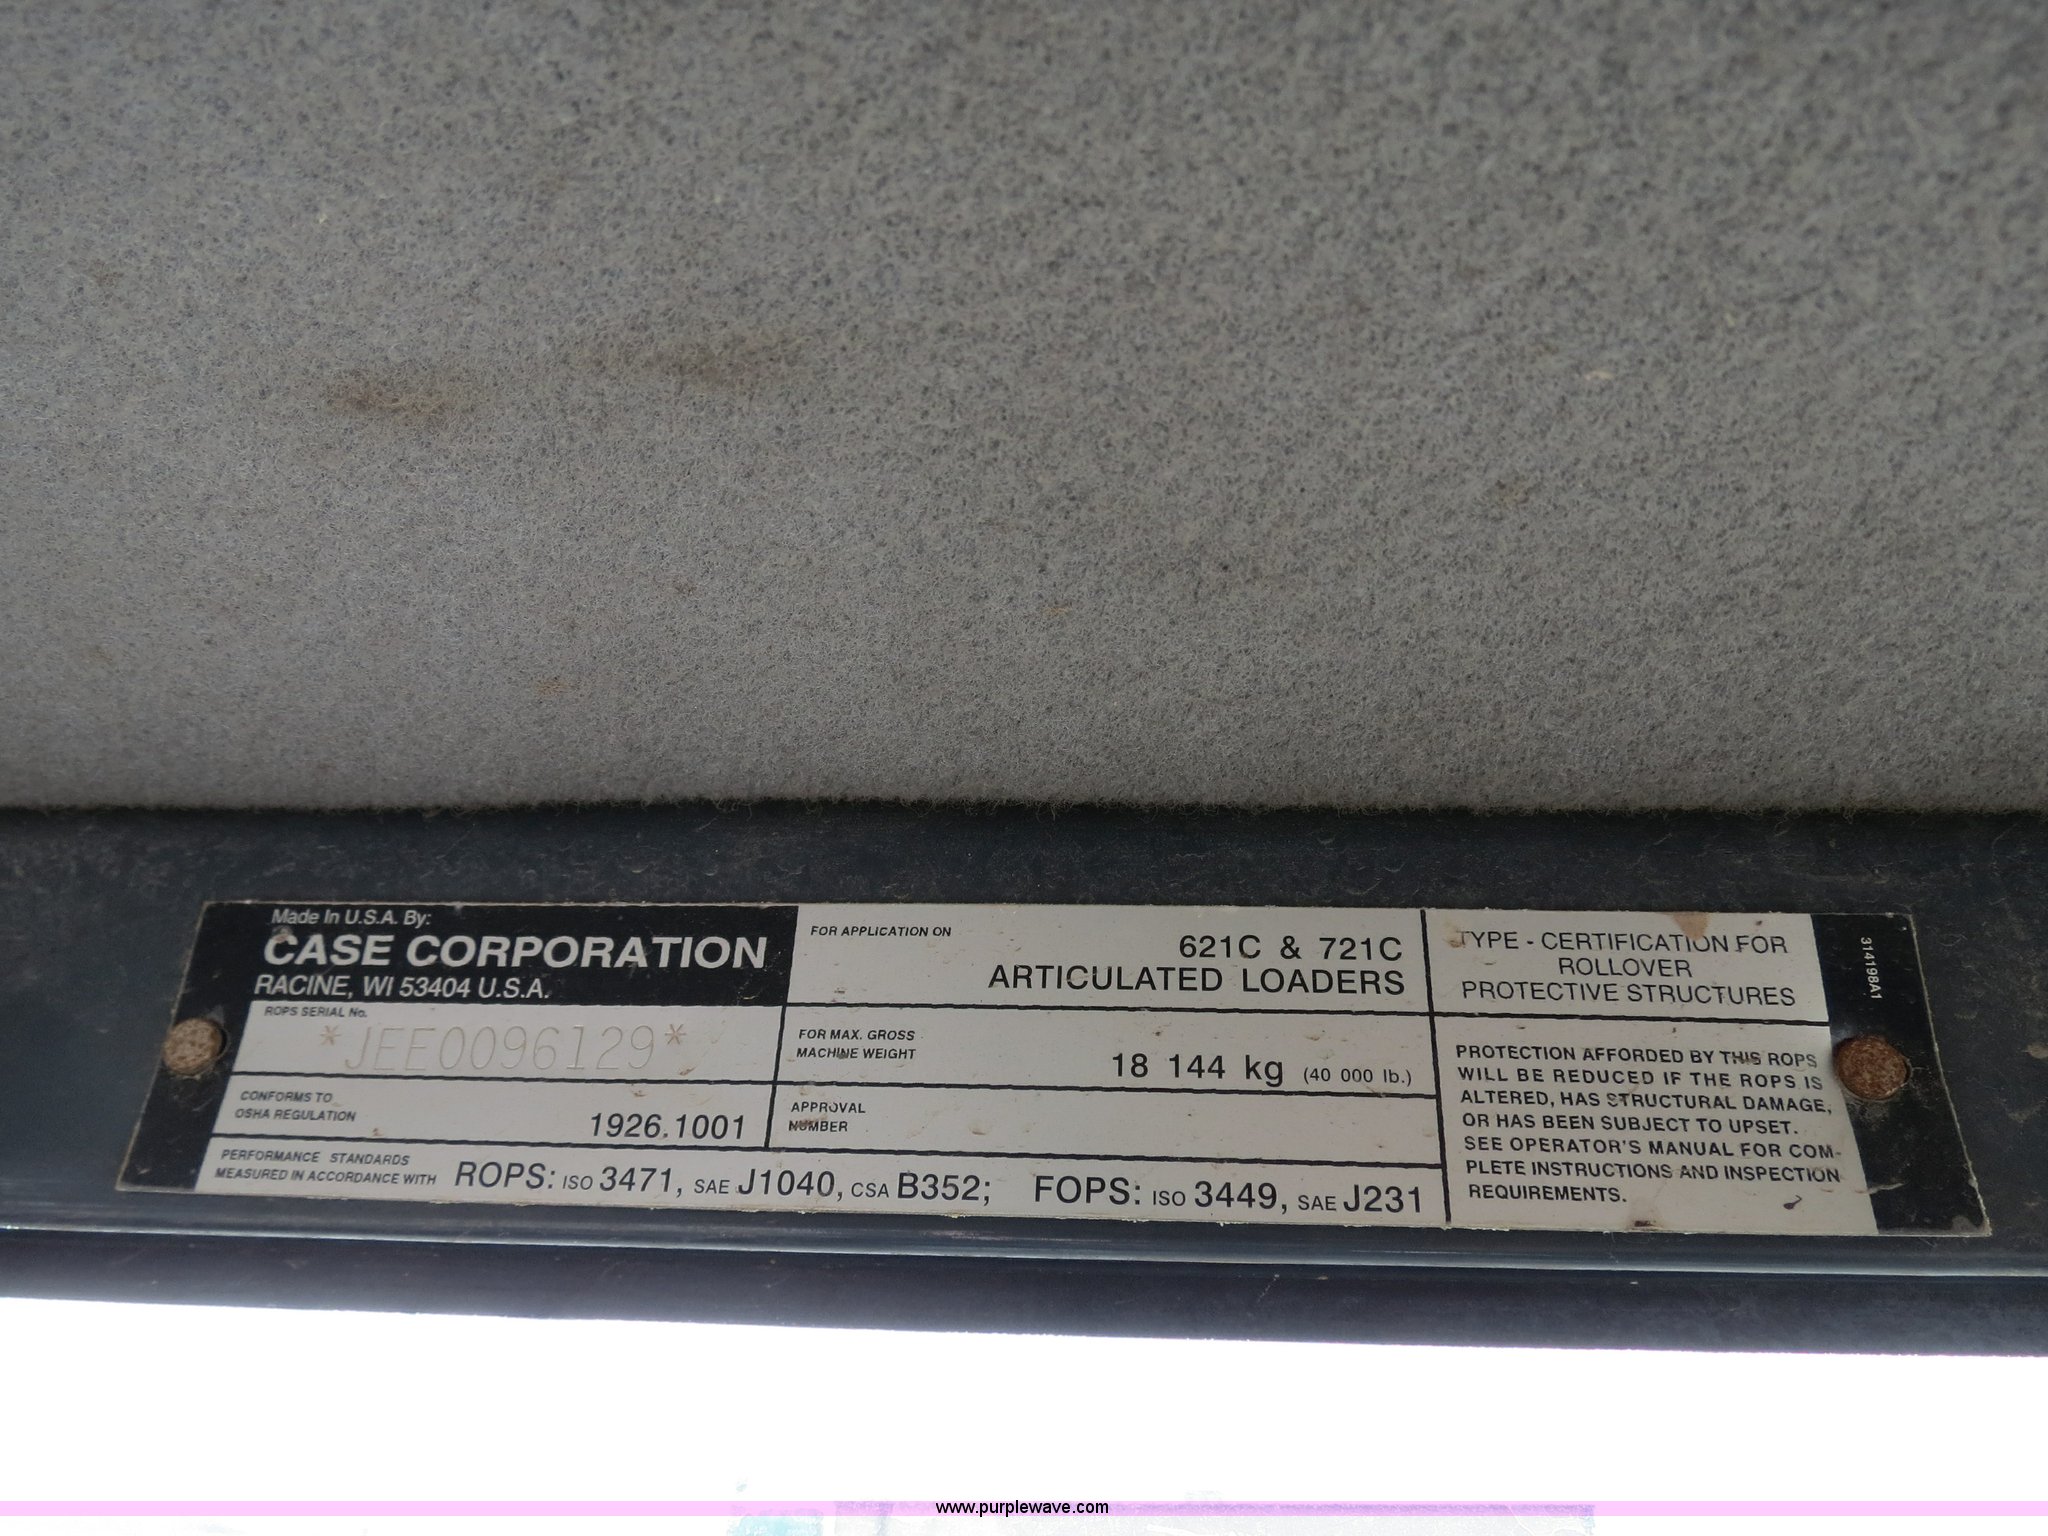 Made In U.S.A. By:
CASE CORPORATION
RACINE, WI 53404 U.S.A.
ROPS SERIAL No.
*JEE0096129*
CONFORMS TO
OSHA REGULATION
1926.1001
FOR APPLICATION ON
621C & 721C
ARTICULATED LOADERS
FOR MAX. GROSS
MACHINE WEIGHT
18 144 kg (40 000 lb.)
APPROVAL
NUMBER
PERFORMANCE STANDARDS
MEASURED IN ACCORDANCE WITH
ROPS: ISO 3471, SAE J1040, CSA B352; FOPS: ISO 3449, SAE J231
TYPE - CERTIFICATION FOR
ROLLOVER
PROTECTIVE STRUCTURES
PROTECTION AFFORDED BY THIS ROPS
WILL BE REDUCED IF THE ROPS IS
ALTERED, HAS STRUCTURAL DAMAGE,
OR HAS BEEN SUBJECT TO UPSET.
SEE OPERATOR'S MANUAL FOR COM-
PLETE INSTRUCTIONS AND INSPECTION
REQUIREMENTS.
314198A1
www.purplewave.com